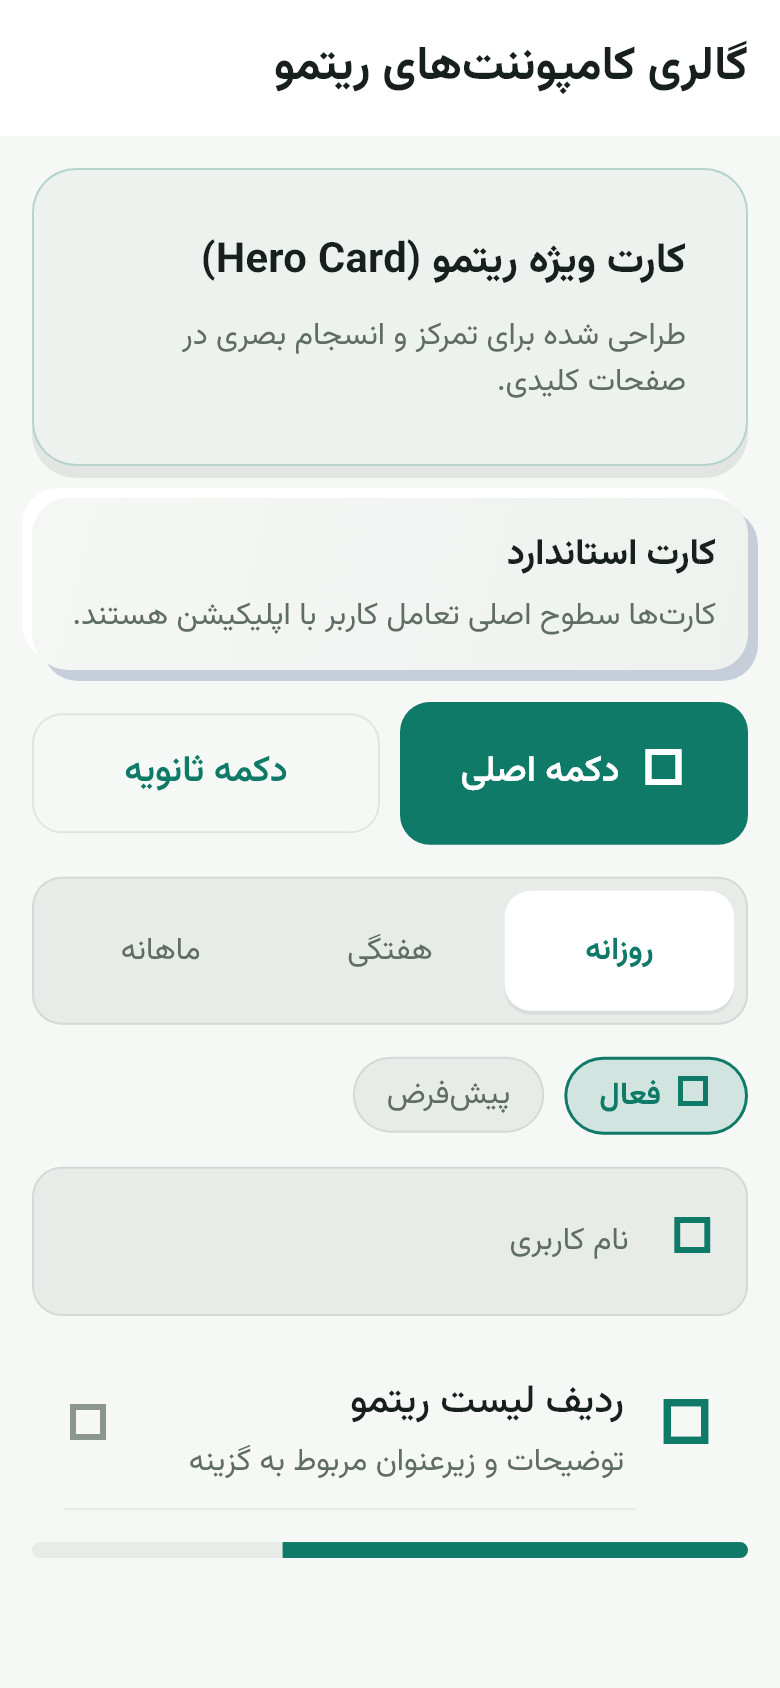 گالری کامپوننت‌های ریتمو
کارت ویژه ریتمو (Hero Card)
طراحی شده برای تمرکز و انسجام بصری در
صفحات کلیدی.
کارت استاندارد
کارت‌ها سطوح اصلی تعامل کاربر با اپلیکیشن هستند.
دکمه اصلی
دکمه ثانویه
روزانه
هفتگی
ماهانه
فعال
پیش‌فرض
نام کاربری
ردیف لیست ریتمو
توضیحات و زیرعنوان مربوط به گزینه